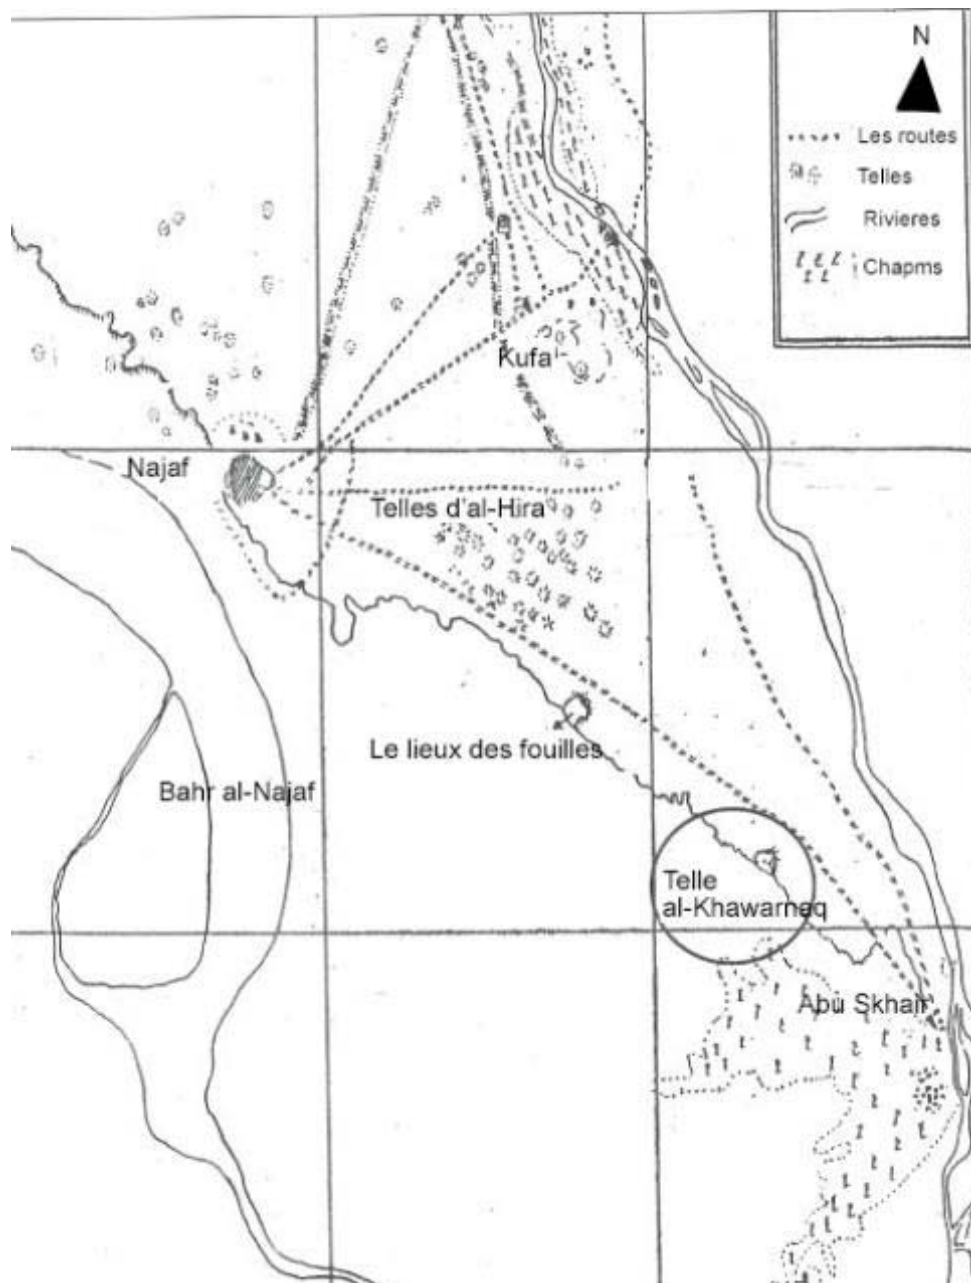 N
Les routes
Telles
Rivieres
Chapms
Kufa
Najaf
Telles d'al-Hira
Le lieux des fouilles
Bahr al-Najaf
Telle
al-Khawarnaq
Abu Skhair